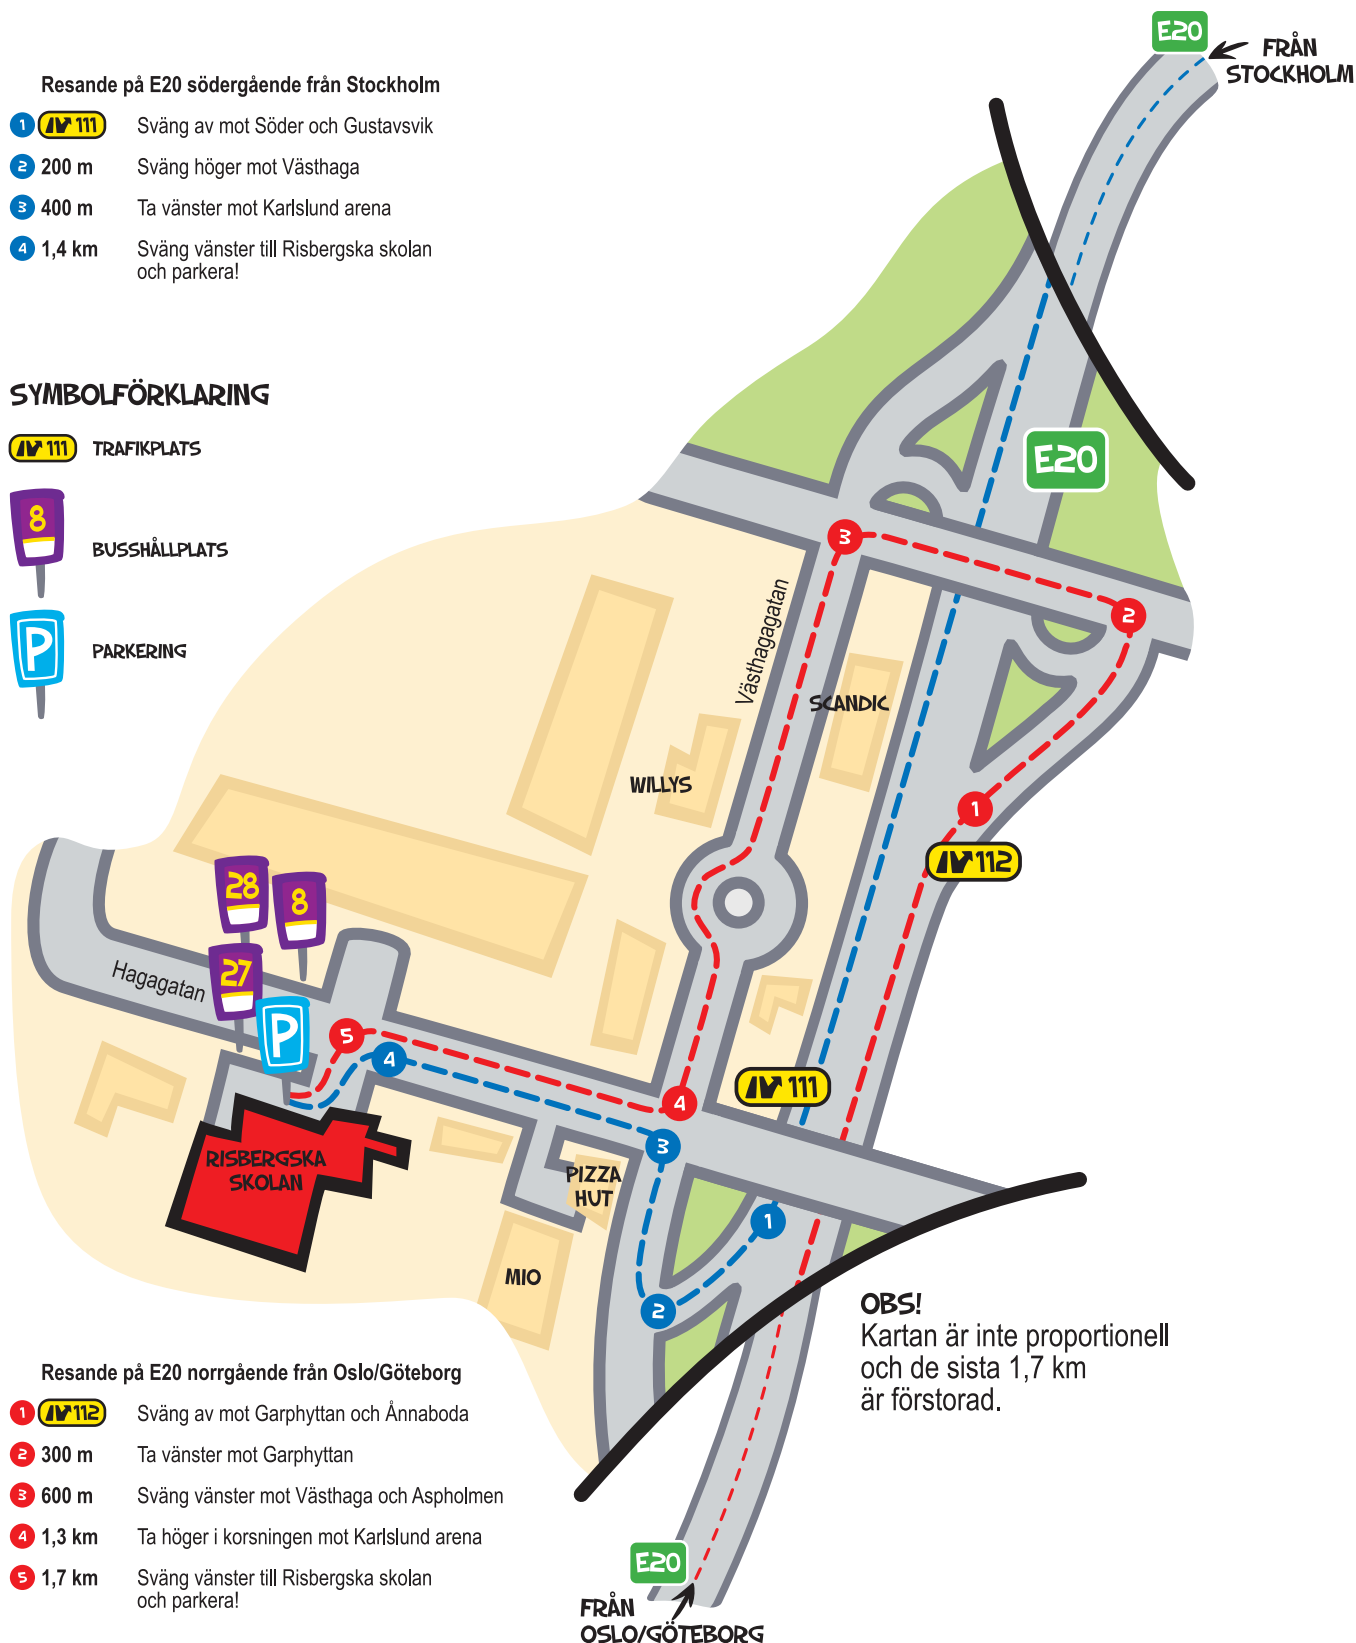 E20
FRÅN
STOCKHOLM
Resande på E20 södergående från Stockholm
1 111 Sväng av mot Söder och Gustavsvik
2 200 m Sväng höger mot Västhaga
3 400 m Ta vänster mot Karlslund arena
4 1,4 km Sväng vänster till Risbergska skolan
och parkera!
SYMBOLFÖRKLARING
111 TRAFIKPLATS
8 BUSSHÅLLPLATS
P PARKERING
E20
3
2
Västhagagatan
SCANDIC
WILLYS
1
112
28
8
27
Hagagatan
P
5
4
111
4
3
RISBERGSKA
SKOLAN
PIZZA
HUT
1
MIO
2
OBS!
Kartan är inte proportionell
och de sista 1,7 km
är förstorad.
Resande på E20 norrgående från Oslo/Göteborg
1 112 Sväng av mot Garphyttan och Ånnaboda
2 300 m Ta vänster mot Garphyttan
3 600 m Sväng vänster mot Västhaga och Aspholmen
4 1,3 km Ta höger i korsningen mot Karlslund arena
5 1,7 km Sväng vänster till Risbergska skolan
och parkera!
E20
FRÅN
OSLO/GÖTEBORG